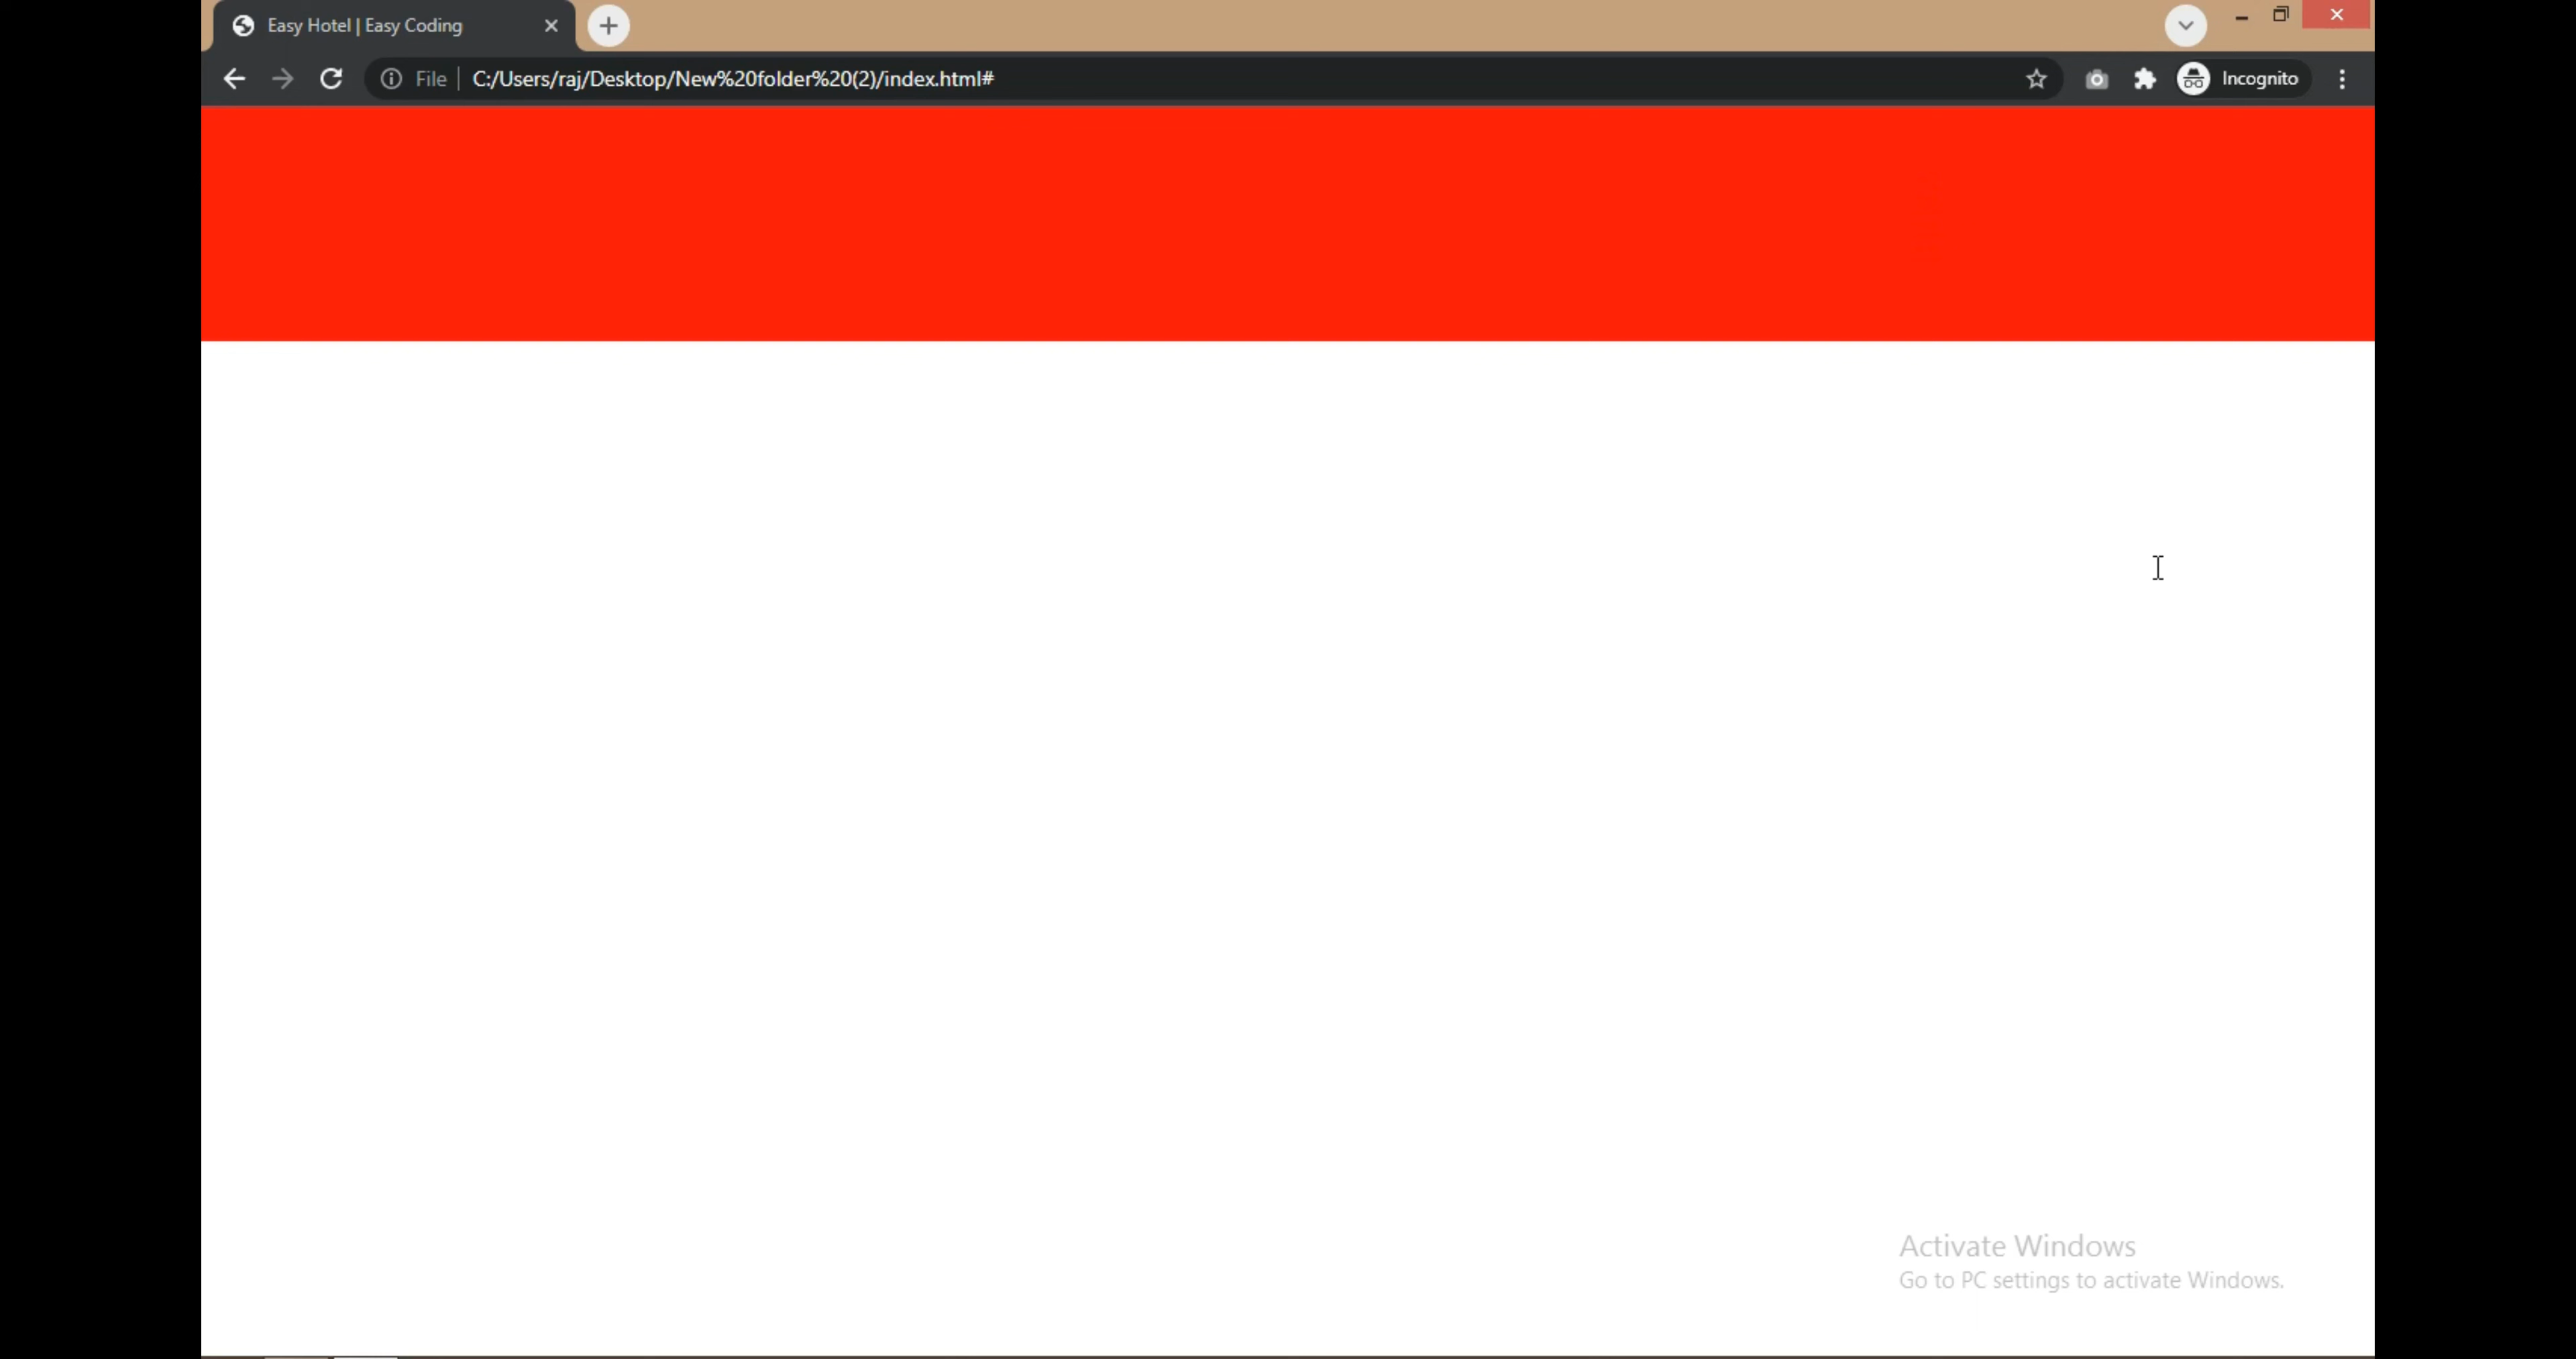 Easy Hotel | Easy Coding
File | C:/Users/raj/Desktop/New%20folder%20(2)/index.html#
Incognito
Activate Windows
Go to PC settings to activate Windows.